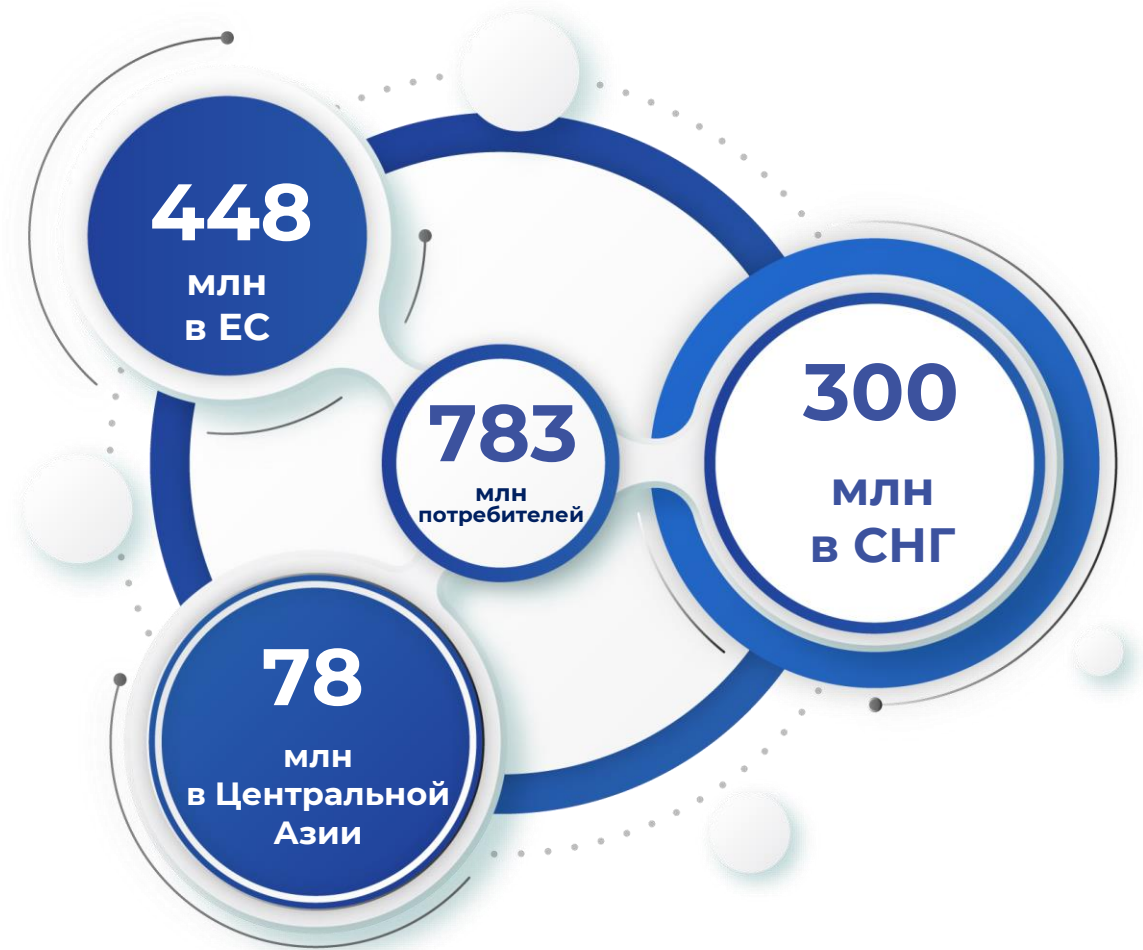 448
млн
в ЕС
783
млн
потребителей
300
млн
в СНГ
78
млн
в Центральной
Азии